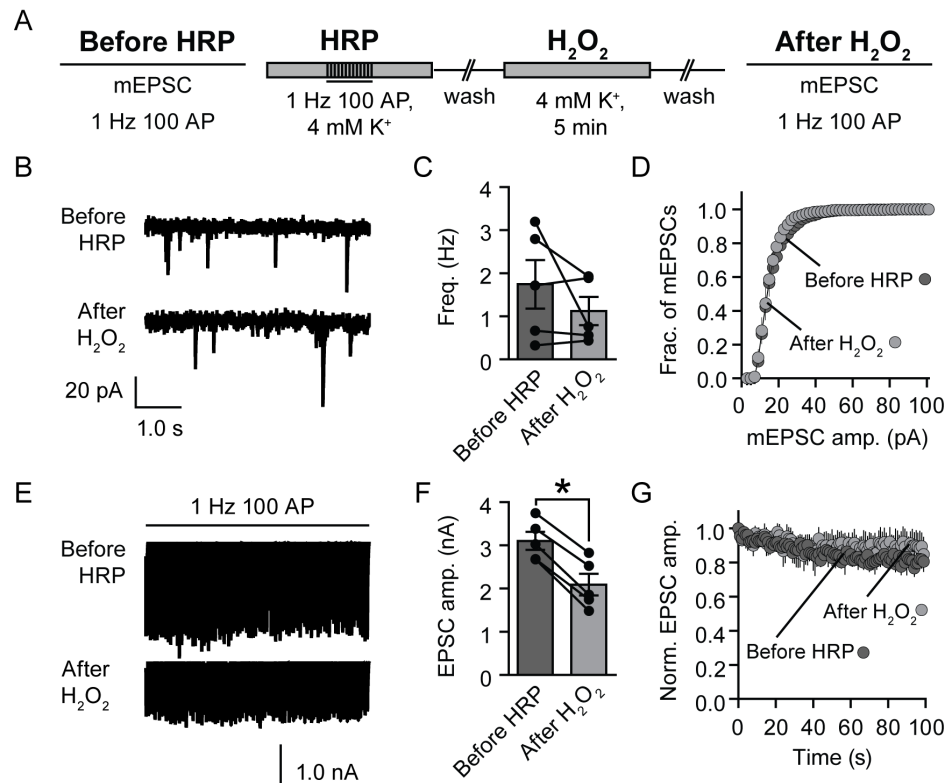 A
Before HRP
mEPSC
1 Hz 100 AP
HRP
1 Hz 100 AP,
4 mM K⁺
wash
H₂O₂
4 mM K⁺,
5 min
wash
After H₂O₂
mEPSC
1 Hz 100 AP
B
Before
HRP
After
H₂O₂
20 pA
1.0 s
C
Freq. (Hz)
4
3
2
1
0
Before HRP
After H₂O₂
D
Frac. of mEPSCs
1.0
0.8
0.6
0.4
0.2
0.0
Before HRP
After H₂O₂
0 20 40 60 80 100
mEPSC amp. (pA)
E
1 Hz 100 AP
Before
HRP
After
H₂O₂
1.0 nA
F
EPSC amp. (nA)
4
3
2
1
0
*
Before HRP
After H₂O₂
G
Norm. EPSC amp.
1.0
0.8
0.6
0.4
0.2
0.0
After H₂O₂
Before HRP
0 20 40 60 80 100
Time (s)